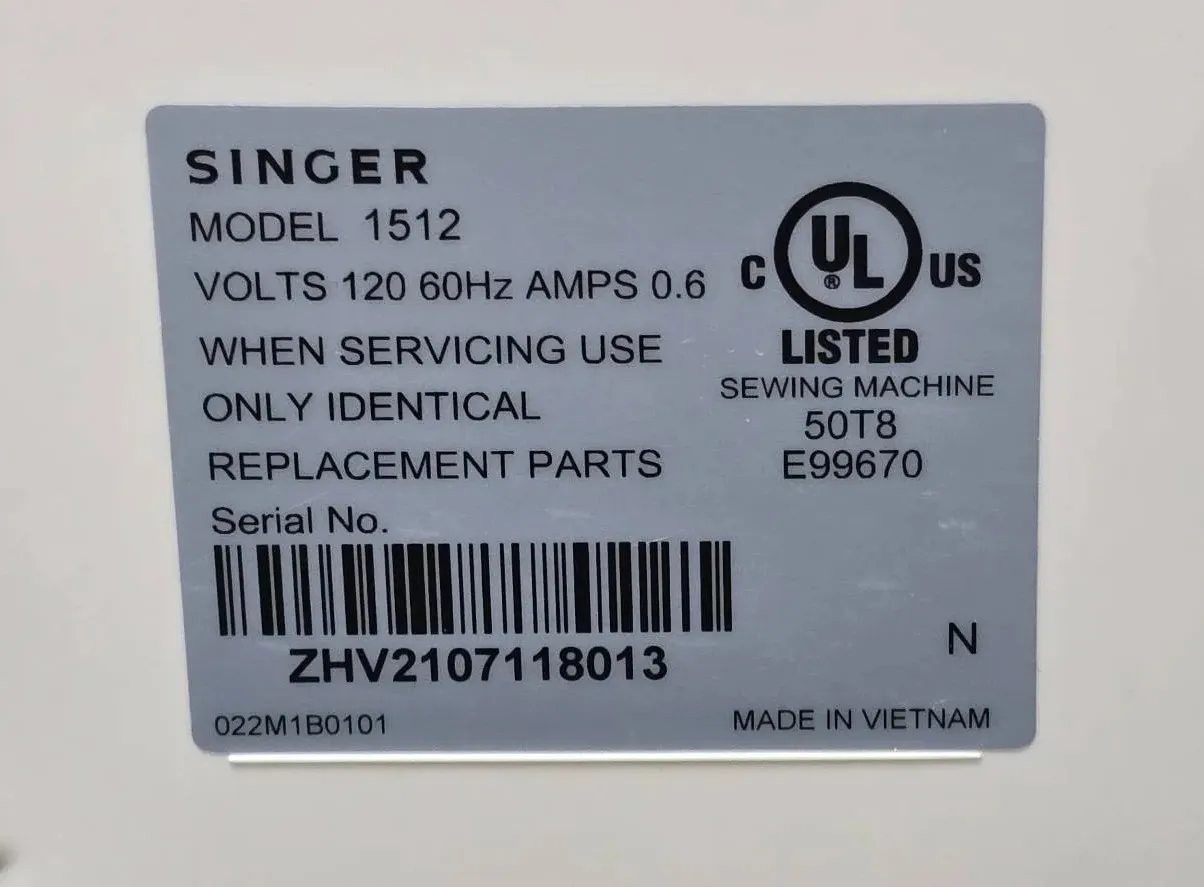 SINGER
MODEL 1512
VOLTS 120 60Hz AMPS 0.6
WHEN SERVICING USE
ONLY IDENTICAL
REPLACEMENT PARTS
C UL® US
LISTED
SEWING MACHINE
50T8
E99670
Serial No.
ZHV2107118013
N
022M1B0101
MADE IN VIETNAM